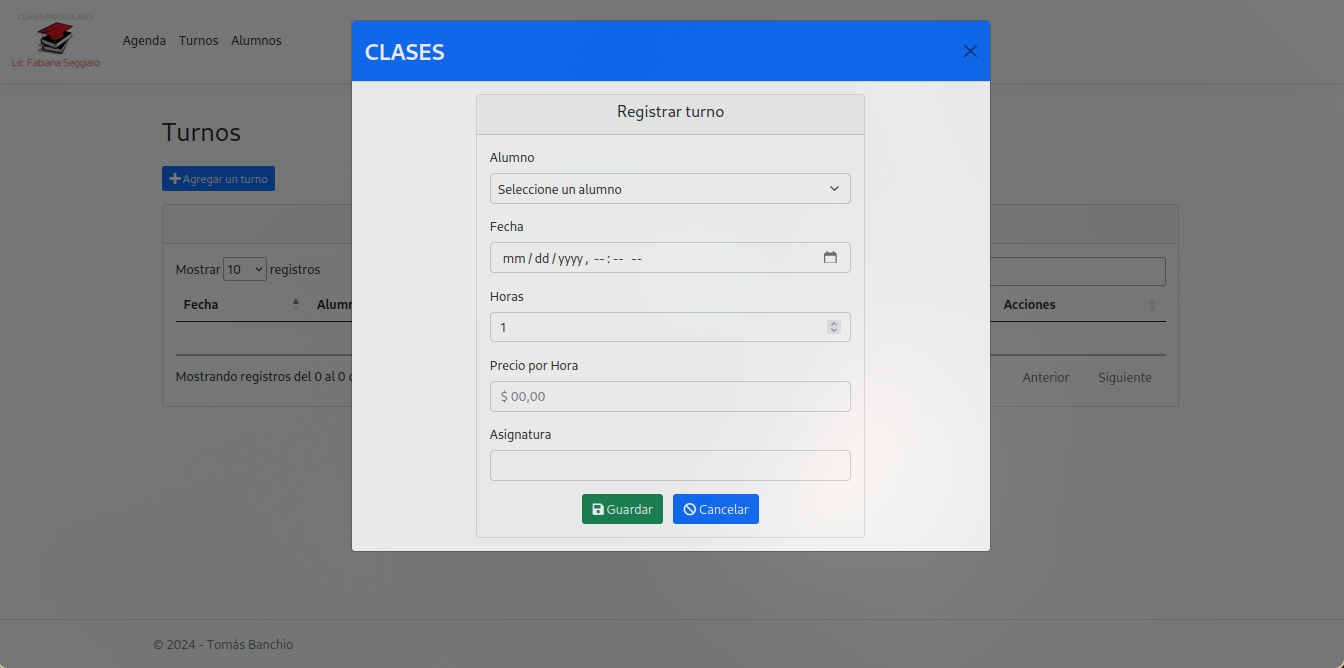 CLASES PARTICULARES
Lic. Fabiana Seggiaro
Agenda Turnos Alumnos
Turnos
Agregar un turno
Mostrar 10 registros
Fecha
Acciones
Mostrando registros del 0 al 0
Anterior Siguiente
© 2024 - Tomás Banchio
CLASES
Registrar turno
Alumno
Seleccione un alumno
Fecha
mm/dd/yyyy, --:-- --
Horas
1
Precio por Hora
$ 00,00
Asignatura
Guardar Cancelar